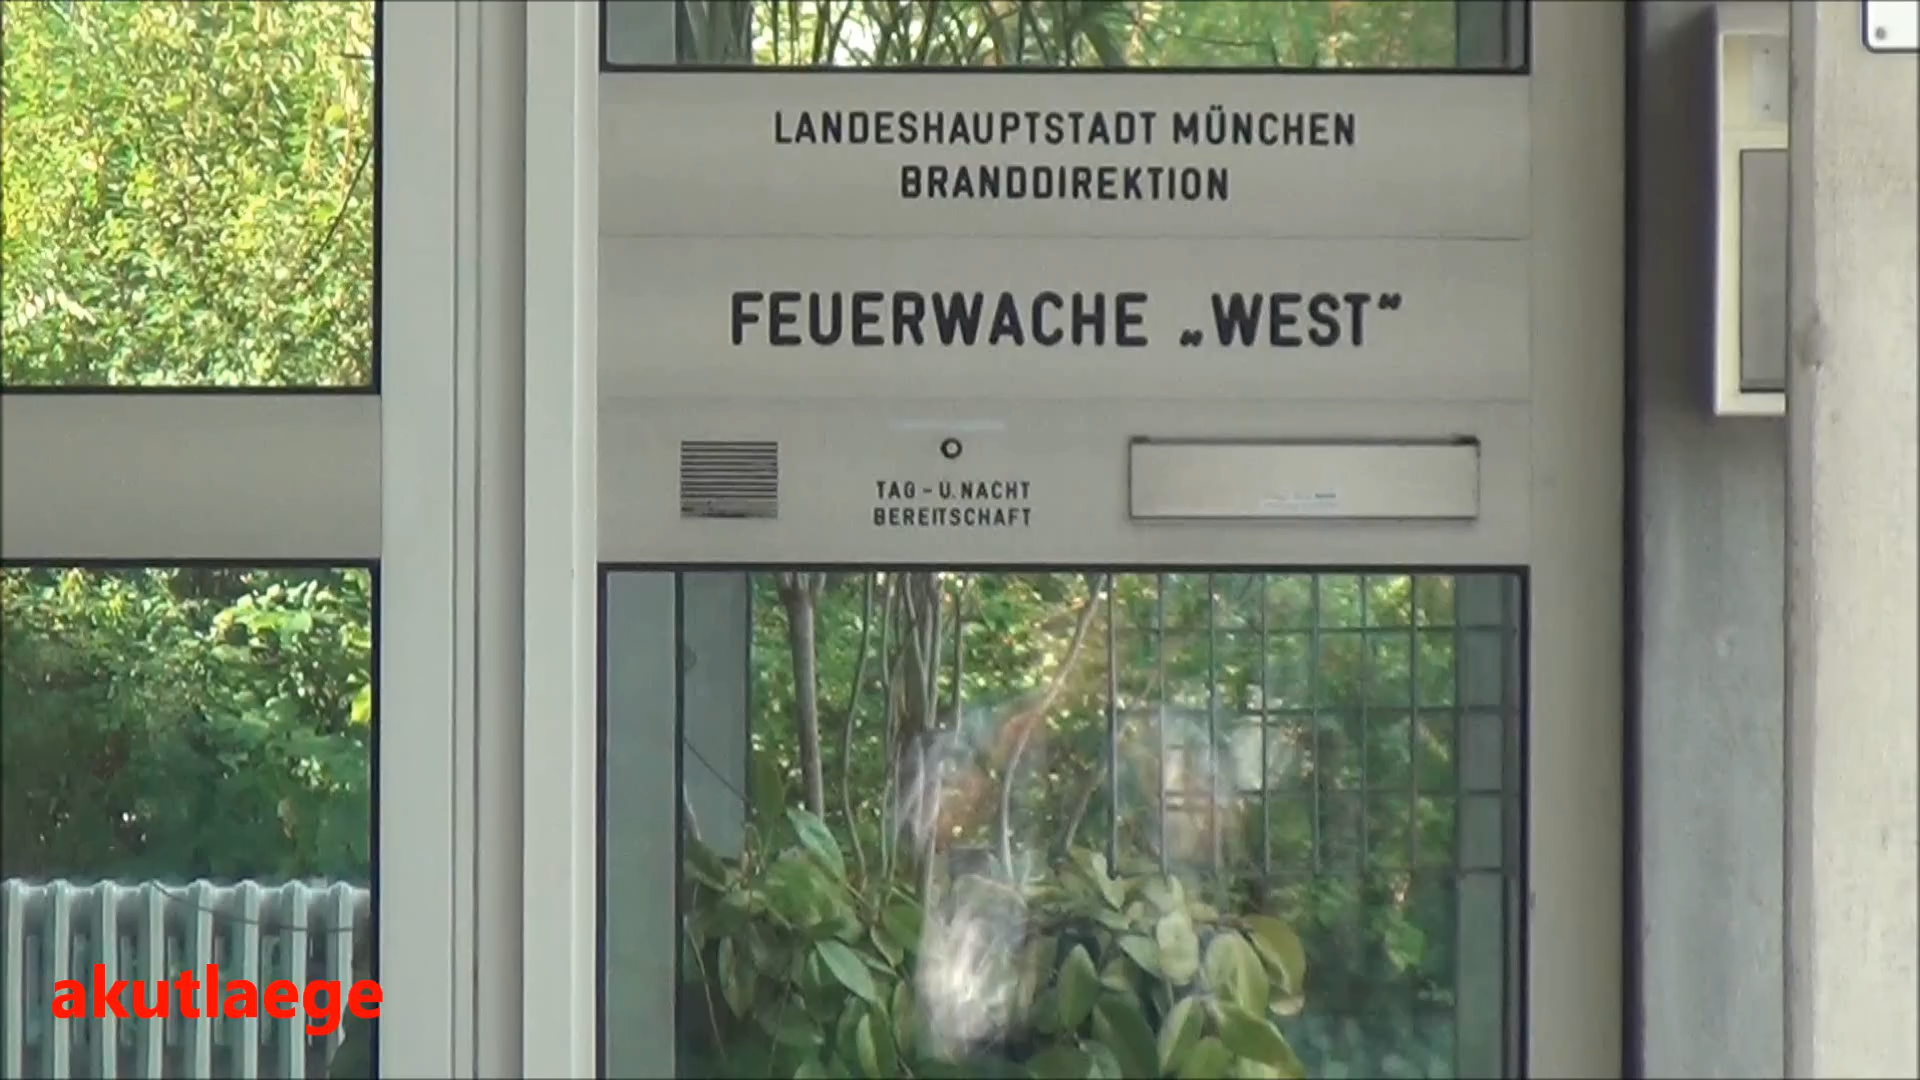 LANDESHAUPTSTADT MÜNCHEN
BRANDDIREKTION
FEUERWACHE „WEST“
TAG - U. NACHT
BEREITSCHAFT
akutlaege